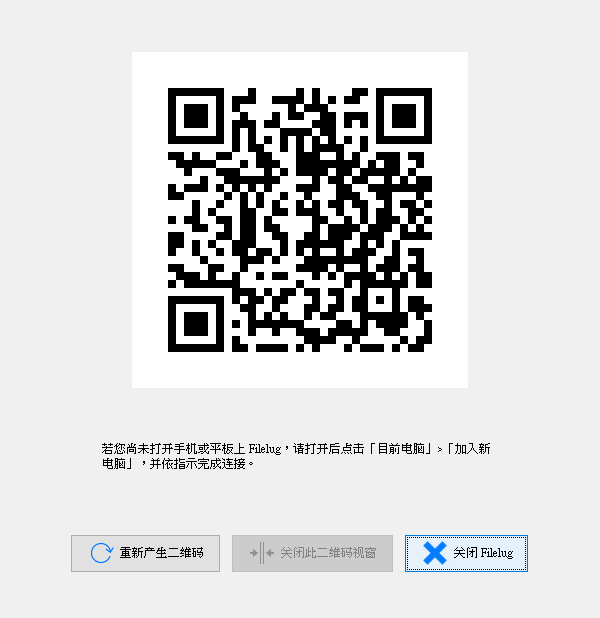 若您尚未打开手机或平板上 Filelug，请打开后点击「目前电脑」>「加入新
电脑」，并依指示完成连接。
重新产生二维码
关闭此二维码视窗
关闭 Filelug